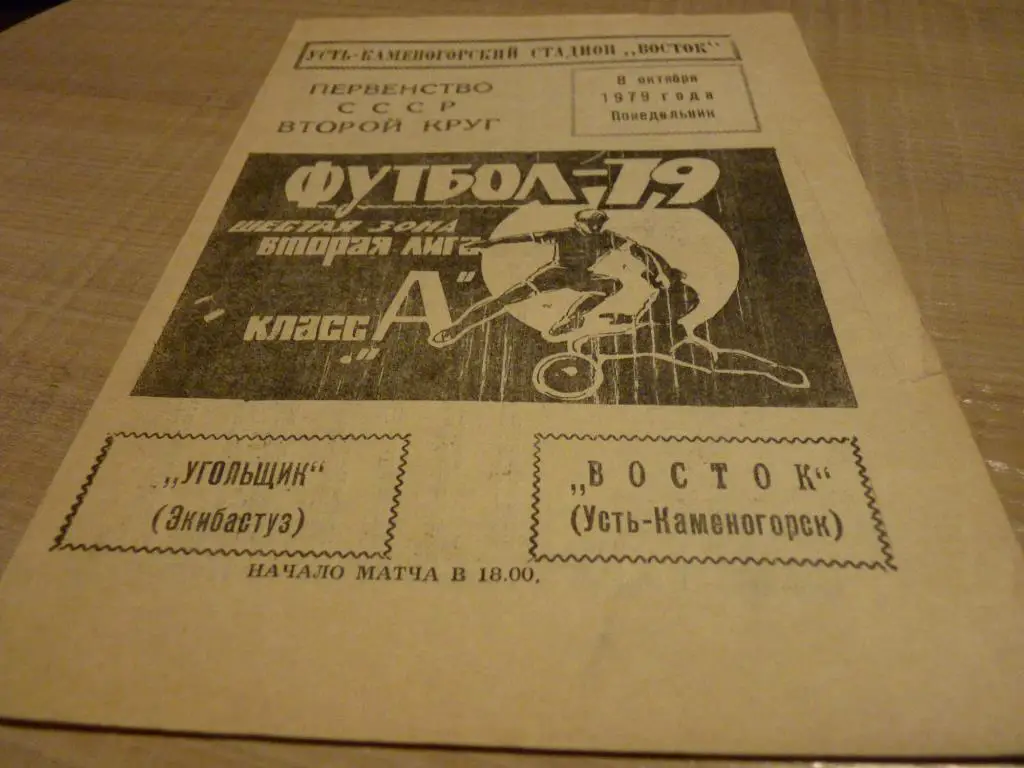 УСТЬ-КАМЕНОГОРСКИЙ СТАДИОН „ВОСТОК"
ПЕРВЕНСТВО
СССР
ВТОРОЙ КРУГ
8 октября
1979 года
Понедельник
ФУТБОЛ-79
ШЕСТАЯ ЗОНА
ВТОРАЯ ЛИГА
КЛАСС „А"
„УГОЛЬЩИК"
(Экибастуз)
„ВОСТОК"
(Усть-Каменогорск)
НАЧАЛО МАТЧА В 18.00.